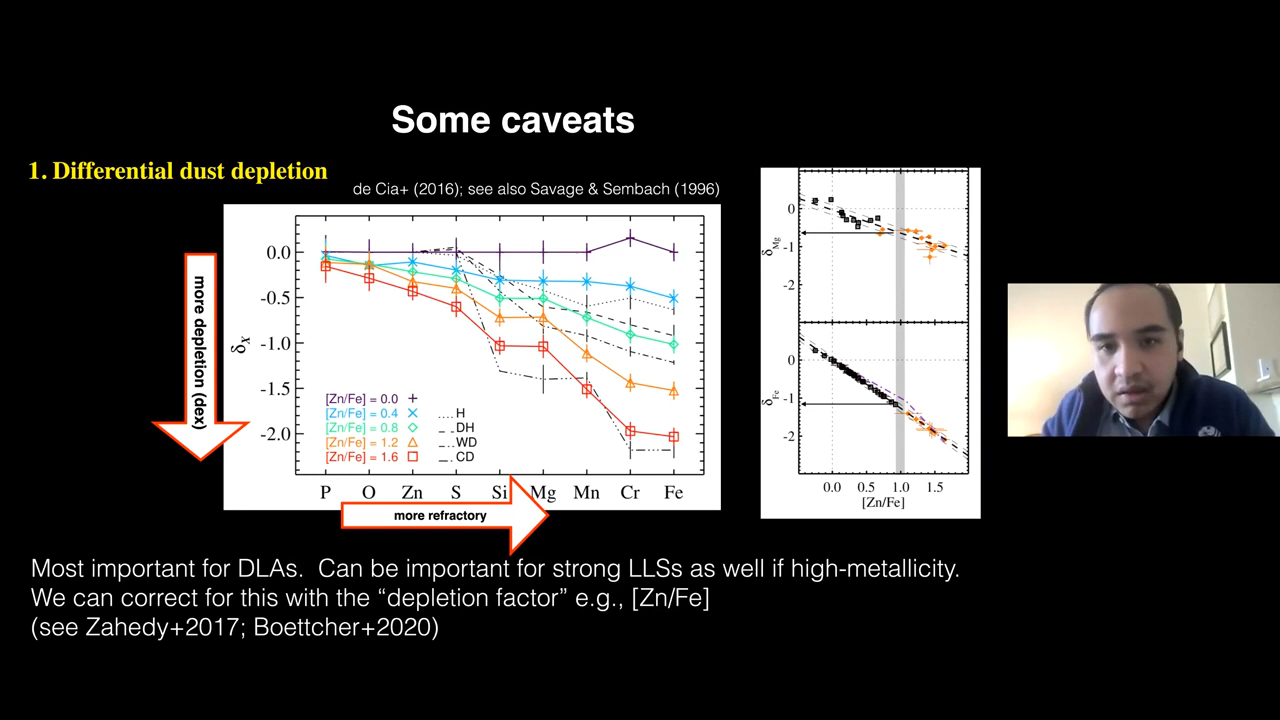 Some caveats
1. Differential dust depletion
de Cia+ (2016); see also Savage & Sembach (1996)
more depletion (dex)
δX
0.0
-0.5
-1.0
-1.5
-2.0
[Zn/Fe] = 0.0
[Zn/Fe] = 0.4
[Zn/Fe] = 0.8
[Zn/Fe] = 1.2
[Zn/Fe] = 1.6
H
DH
WD
CD
P O Zn S Si Mg Mn Cr Fe
more refractory
δMg
0
-1
-2
δFe
0
-1
-2
0.0 0.5 1.0 1.5
[Zn/Fe]
Most important for DLAs. Can be important for strong LLSs as well if high-metallicity.
We can correct for this with the “depletion factor” e.g., [Zn/Fe]
(see Zahedy+2017; Boettcher+2020)